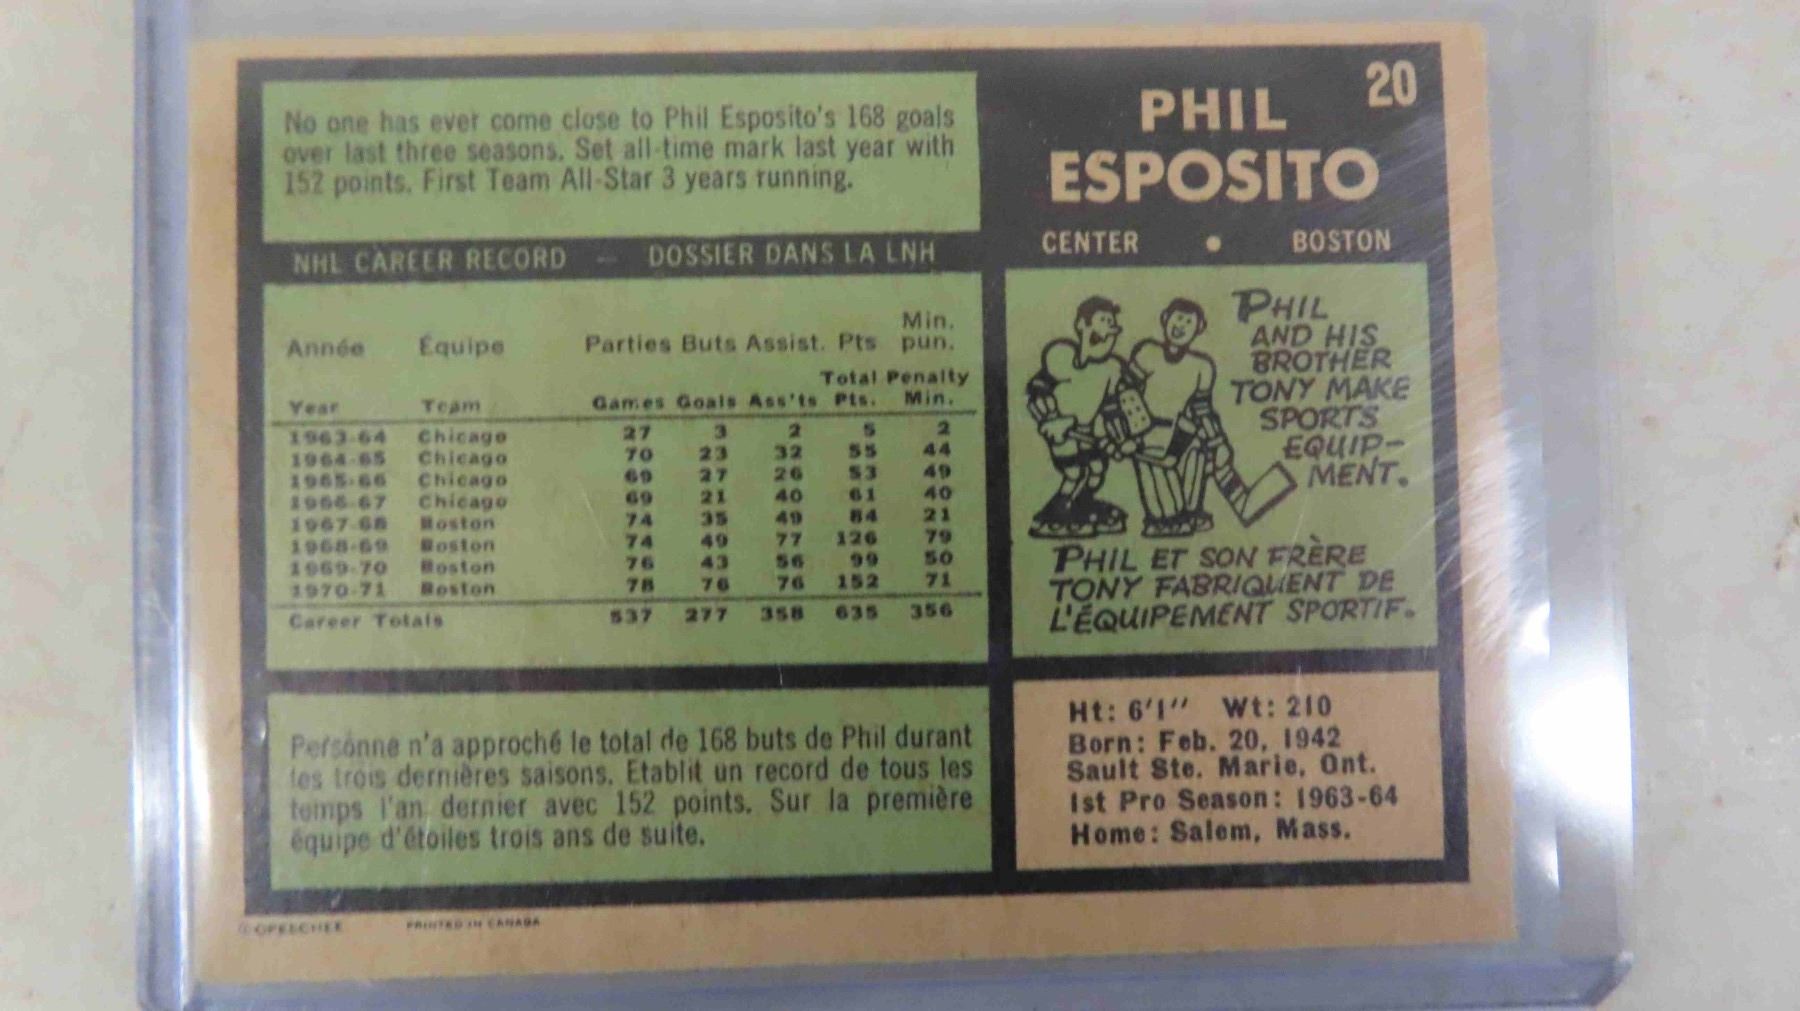 20
PHIL
ESPOSITO
CENTER • BOSTON
No one has ever come close to Phil Esposito's 168 goals
over last three seasons. Set all-time mark last year with
152 points. First Team All-Star 3 years running.
NHL CAREER RECORD — DOSSIER DANS LA LNH
Année Équipe Parties Buts Assist. Pts Min. pun.
Year Team Games Goals Ass'ts Total Pts. Penalty Min.
1963-64 Chicago 27 3 2 5 2
1964-65 Chicago 70 23 32 55 44
1965-66 Chicago 69 27 26 53 49
1966-67 Chicago 69 21 40 61 40
1967-68 Boston 74 35 49 84 21
1968-69 Boston 74 49 77 126 79
1969-70 Boston 76 43 56 99 50
1970-71 Boston 78 76 76 152 71
Career Totals 537 277 358 635 356
PHIL
AND HIS
BROTHER
TONY MAKE
SPORTS
EQUIP-
MENT.
PHIL ET SON FRÈRE
TONY FABRIQUENT DE
L'ÉQUIPEMENT SPORTIF.
Personne n'a approché le total de 168 buts de Phil durant
les trois dernières saisons. Etablit un record de tous les
temps l'an dernier avec 152 points. Sur la première
équipe d'étoiles trois ans de suite.
Ht: 6'1" Wt: 210
Born: Feb. 20, 1942
Sault Ste. Marie, Ont.
1st Pro Season: 1963-64
Home: Salem, Mass.
© OPEECHEE PRINTED IN CANADA